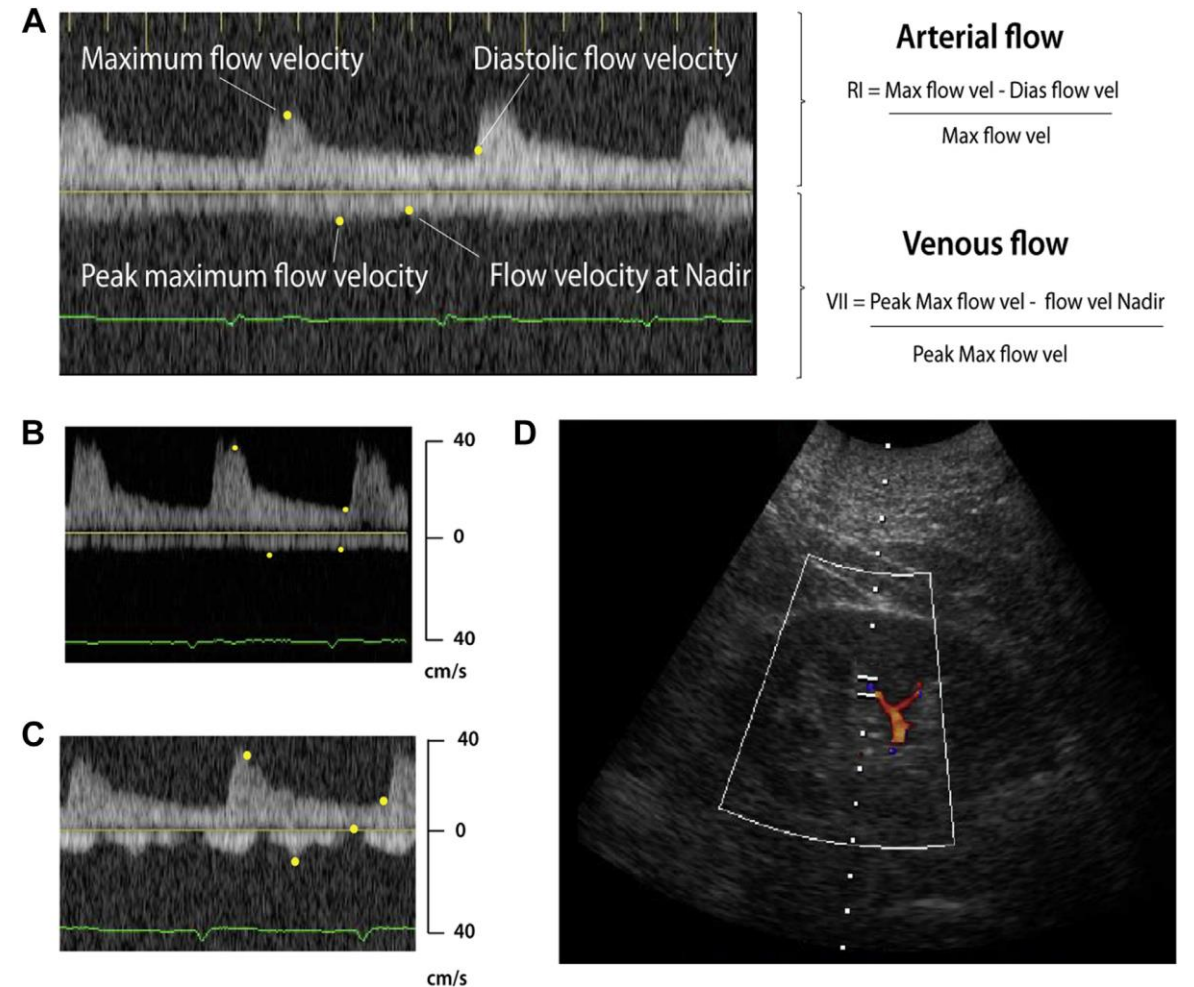 A
Maximum flow velocity
Diastolic flow velocity
Peak maximum flow velocity
Flow velocity at Nadir
Arterial flow
RI = Max flow vel - Dias flow vel
Max flow vel
Venous flow
VII = Peak Max flow vel - flow vel Nadir
Peak Max flow vel
B
40
0
40
cm/s
C
40
0
40
cm/s
D